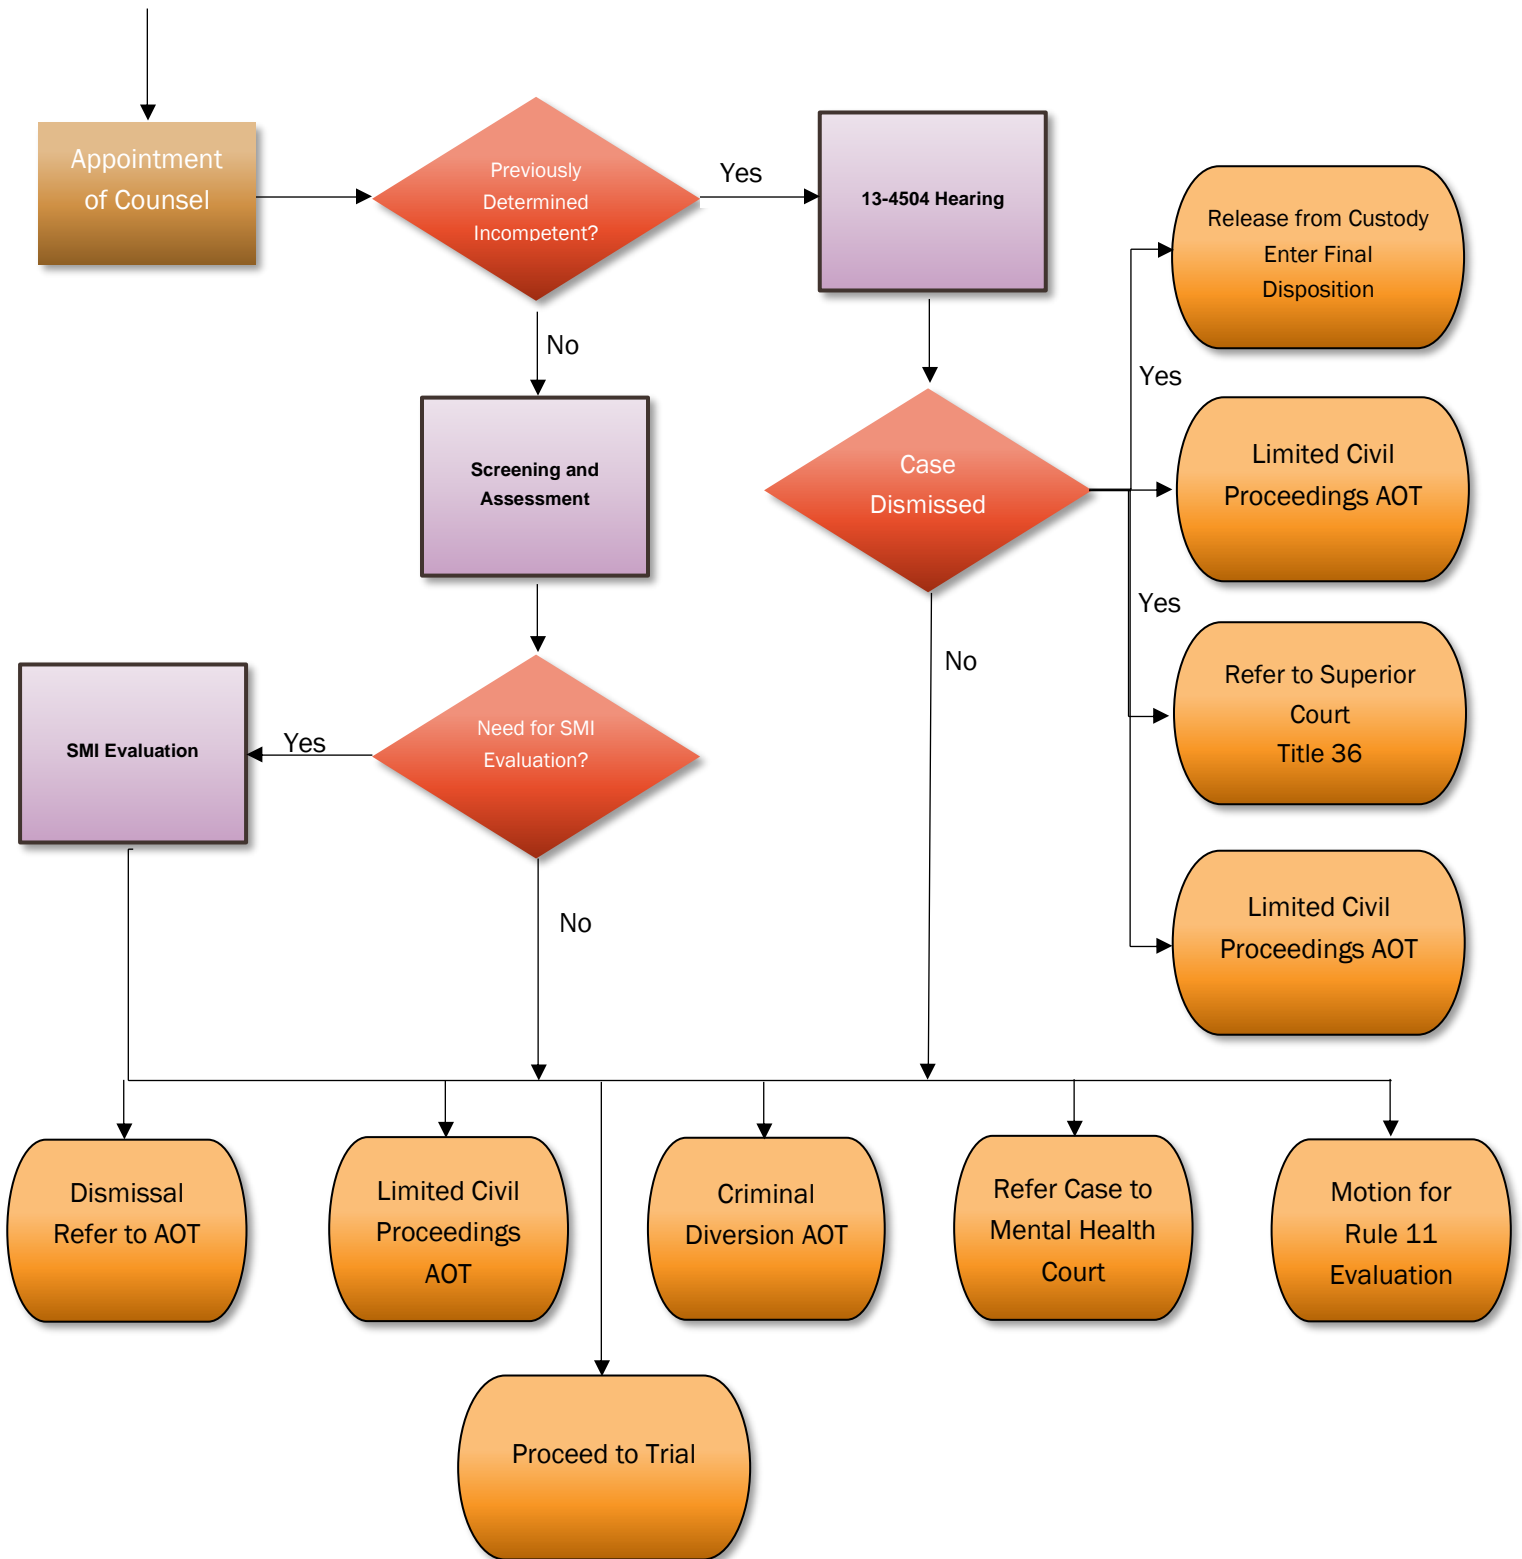 Appointment
of Counsel
Previously
Determined
Incompetent?
Yes
13-4504 Hearing
Release from Custody
Enter Final
Disposition
No
Yes
Screening and
Assessment
Case
Dismissed
Limited Civil
Proceedings AOT
Yes
No
SMI Evaluation
Yes
Need for SMI
Evaluation?
Refer to Superior
Court
Title 36
No
Limited Civil
Proceedings AOT
Dismissal
Refer to AOT
Limited Civil
Proceedings
AOT
Criminal
Diversion AOT
Refer Case to
Mental Health
Court
Motion for
Rule 11
Evaluation
Proceed to Trial